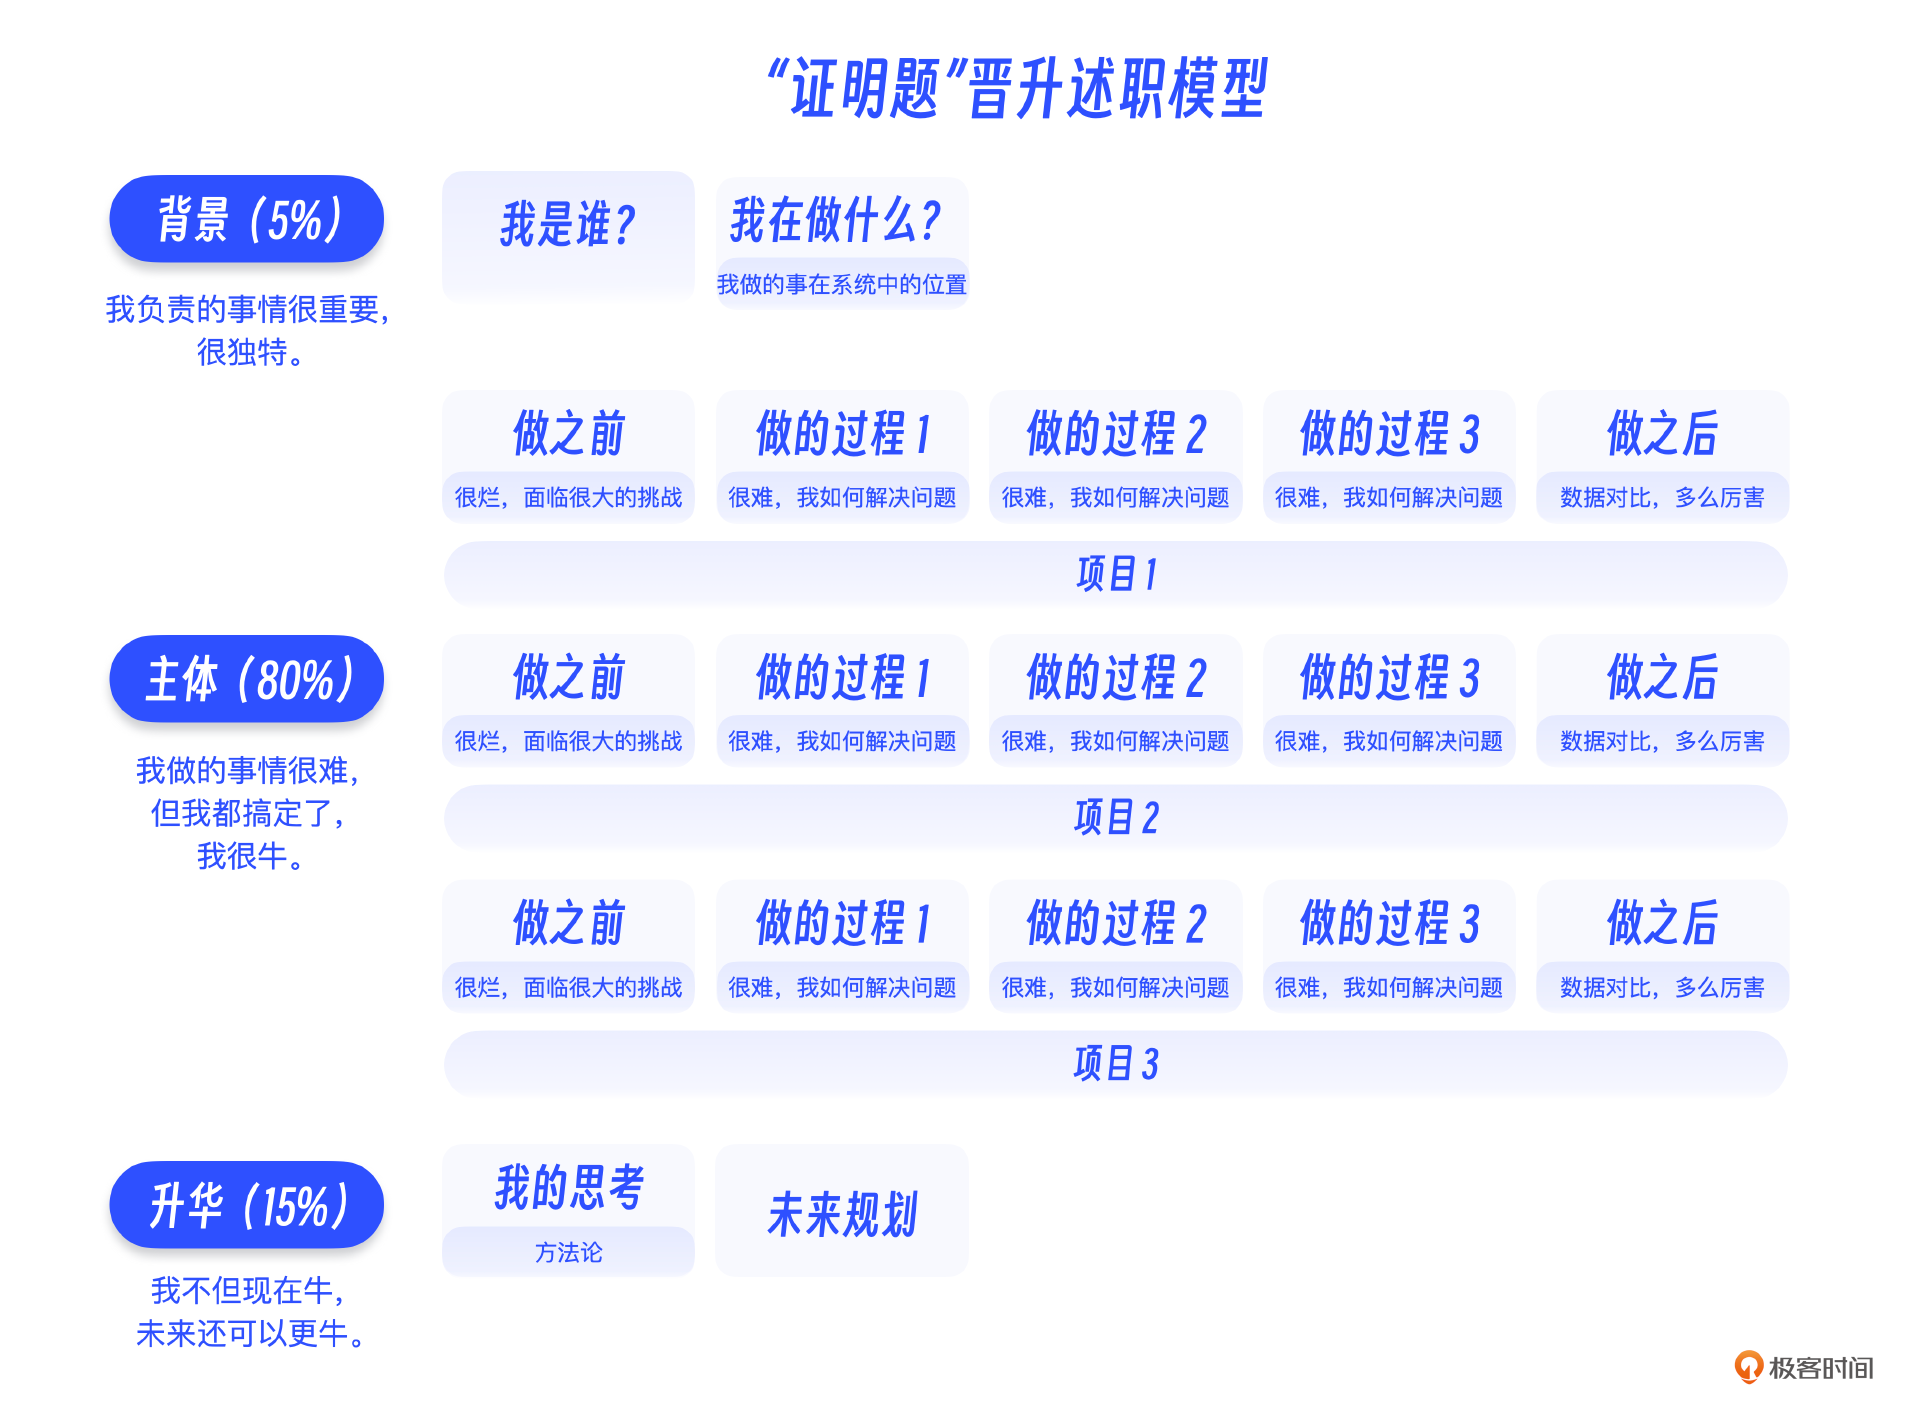 “证明题”晋升述职模型
背景（5%）
我负责的事情很重要，
很独特。
我是谁？
我在做什么？
我做的事在系统中的位置
做之前
很烂，面临很大的挑战
做的过程 1
很难，我如何解决问题
做的过程 2
很难，我如何解决问题
做的过程 3
很难，我如何解决问题
做之后
数据对比，多么厉害
项目 1
主体（80%）
我做的事情很难，
但我都搞定了，
我很牛。
做之前
很烂，面临很大的挑战
做的过程 1
很难，我如何解决问题
做的过程 2
很难，我如何解决问题
做的过程 3
很难，我如何解决问题
做之后
数据对比，多么厉害
项目 2
做之前
很烂，面临很大的挑战
做的过程 1
很难，我如何解决问题
做的过程 2
很难，我如何解决问题
做的过程 3
很难，我如何解决问题
做之后
数据对比，多么厉害
项目 3
升华（15%）
我不但现在牛，
未来还可以更牛。
我的思考
方法论
未来规划
极客时间